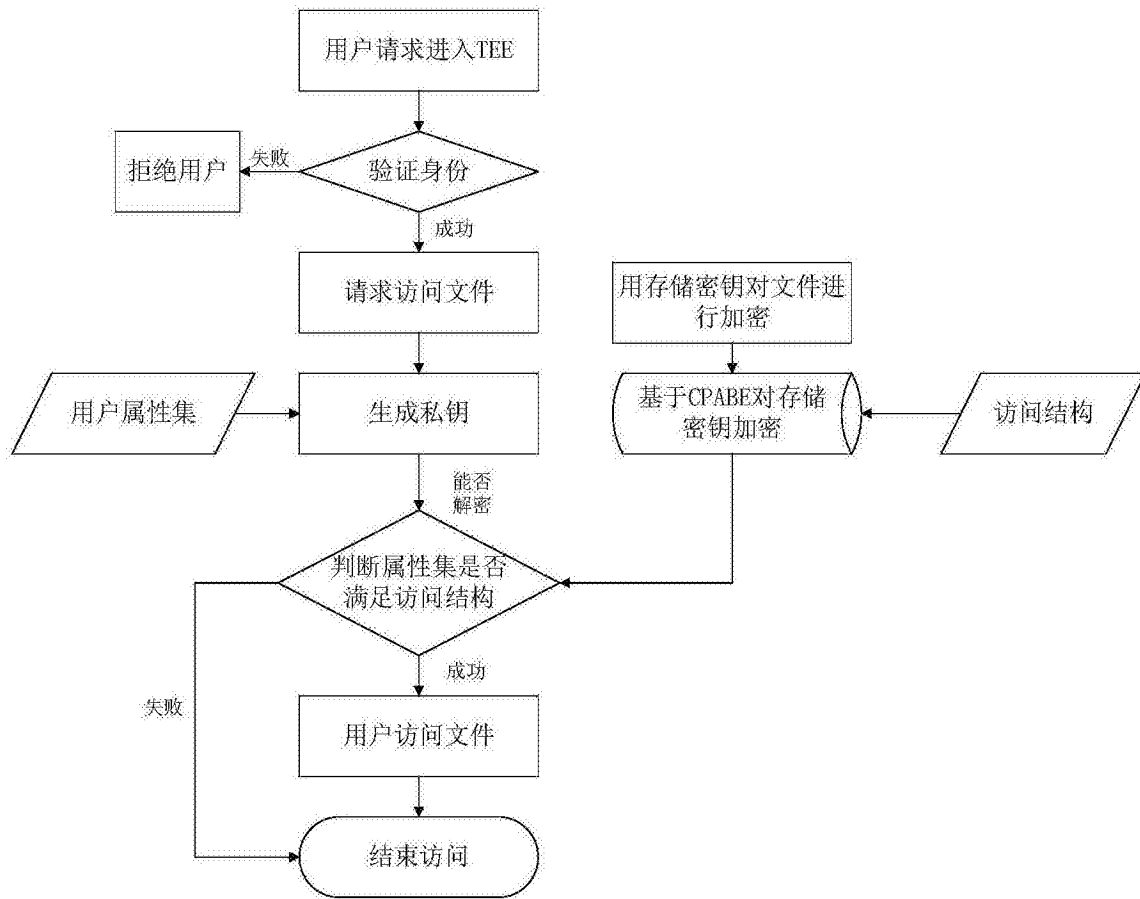 用户请求进入TEE
拒绝用户
失败
验证身份
成功
请求访问文件
用存储密钥对文件进
行加密
用户属性集
生成私钥
基于CPABE对存储
密钥加密
访问结构
能否
解密
判断属性集是否
满足访问结构
成功
失败
用户访问文件
结束访问